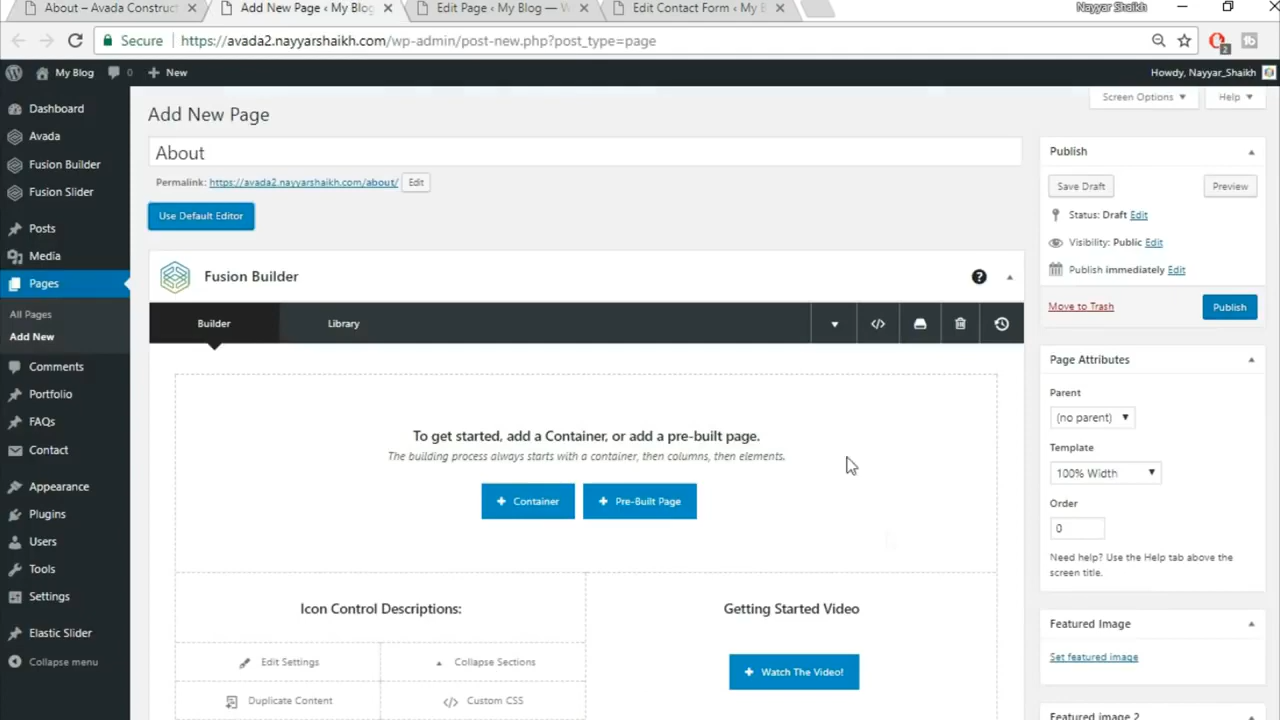 About – Avada Construct
Add New Page ‹ My Blog
Edit Page ‹ My Blog — W
Edit Contact Form ‹ My B
Nayyar Shaikh
Secure
https://avada2.nayyarshaikh.com/wp-admin/post-new.php?post_type=page
2
My Blog
0
New
Howdy, Nayyar_Shaikh
Dashboard
Avada
Fusion Builder
Fusion Slider
Posts
Media
Pages
All Pages
Add New
Comments
Portfolio
FAQs
Contact
Appearance
Plugins
Users
Tools
Settings
Elastic Slider
Collapse menu
Screen Options
Help
Add New Page
About
Permalink: https://avada2.nayyarshaikh.com/about/ Edit
Use Default Editor
Fusion Builder
Builder
Library
To get started, add a Container, or add a pre-built page.
The building process always starts with a container, then columns, then elements.
+ Container
+ Pre-Built Page
Icon Control Descriptions:
Edit Settings
Collapse Sections
Duplicate Content
Custom CSS
Getting Started Video
+ Watch The Video!
Publish
Save Draft
Preview
Status: Draft Edit
Visibility: Public Edit
Publish immediately Edit
Move to Trash
Publish
Page Attributes
Parent
(no parent)
Template
100% Width
Order
0
Need help? Use the Help tab above the
screen title.
Featured Image
Set featured image
Featured image 2